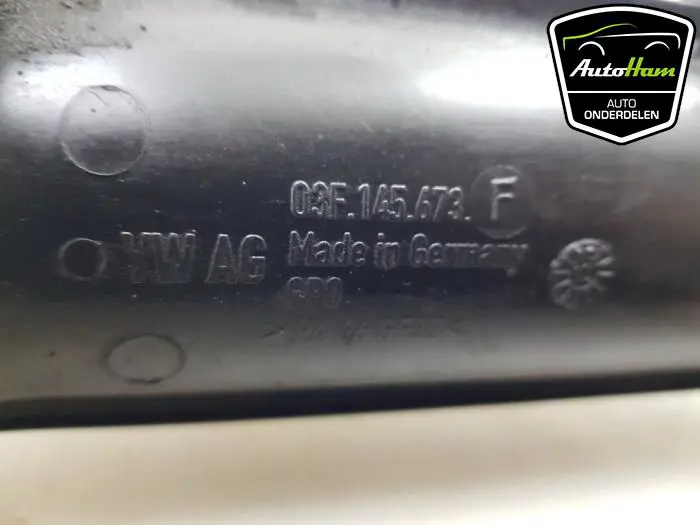 AutoHam
AUTO
ONDERDELEN
03F.145.673. F
VW AG Made in Germany